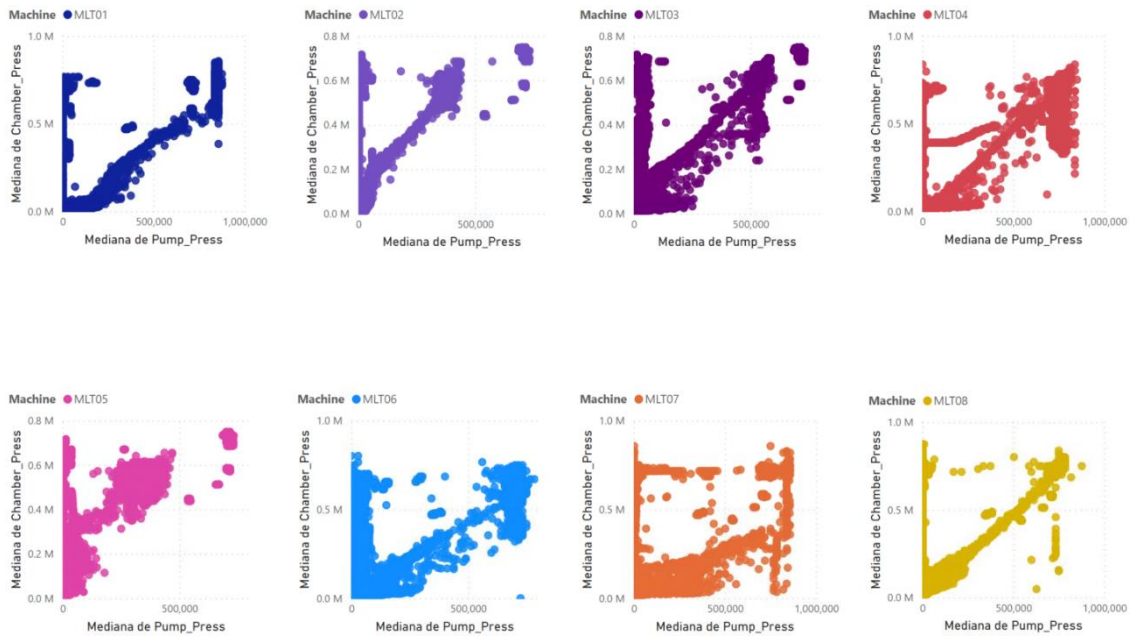 Machine MLT01
1.0 M
0.5 M
0.0 M
Mediana de Chamber_Press
0 500,000 1,000,000
Mediana de Pump_Press
Machine MLT02
0.8 M
0.6 M
0.4 M
0.2 M
0.0 M
Mediana de Chamber_Press
0 500,000
Mediana de Pump_Press
Machine MLT03
0.8 M
0.6 M
0.4 M
0.2 M
0.0 M
Mediana de Chamber_Press
0 500,000
Mediana de Pump_Press
Machine MLT04
1.0 M
0.5 M
0.0 M
Mediana de Chamber_Press
0 500,000 1,000,000
Mediana de Pump_Press
Machine MLT05
0.8 M
0.6 M
0.4 M
0.2 M
0.0 M
Mediana de Chamber_Press
0 500,000
Mediana de Pump_Press
Machine MLT06
1.0 M
0.5 M
0.0 M
Mediana de Chamber_Press
0 500,000
Mediana de Pump_Press
Machine MLT07
1.0 M
0.5 M
0.0 M
Mediana de Chamber_Press
0 500,000 1,000,000
Mediana de Pump_Press
Machine MLT08
1.0 M
0.5 M
0.0 M
Mediana de Chamber_Press
0 500,000 1,000,000
Mediana de Pump_Press